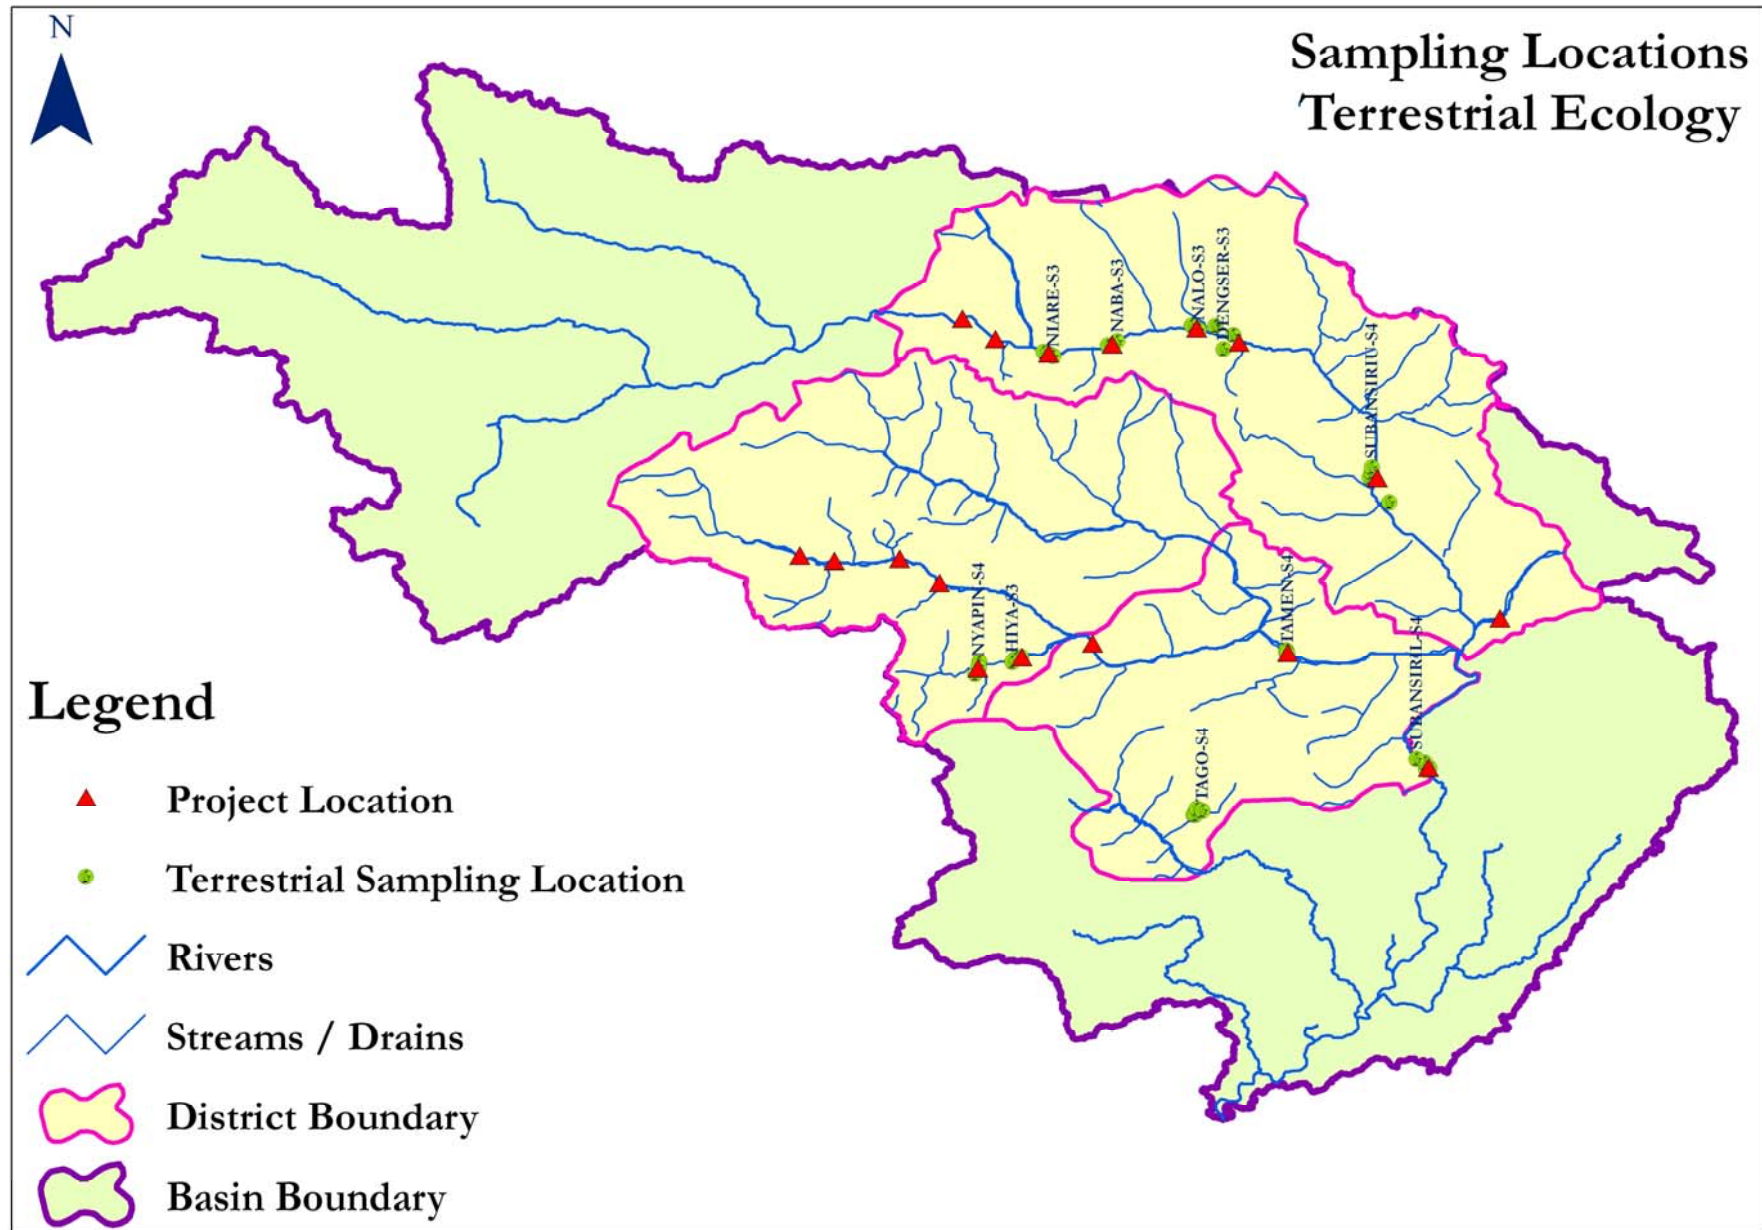 N
Sampling Locations
Terrestrial Ecology
NIARE-S3
NABA-S3
NALO-S3
DENGSER-S3
SUBANSIRIU-S4
NYAPIN-S4
HIYA-S3
TAMEN-S4
SUBANSIRIL-S4
TAGO-S4
Legend
Project Location
Terrestrial Sampling Location
Rivers
Streams / Drains
District Boundary
Basin Boundary